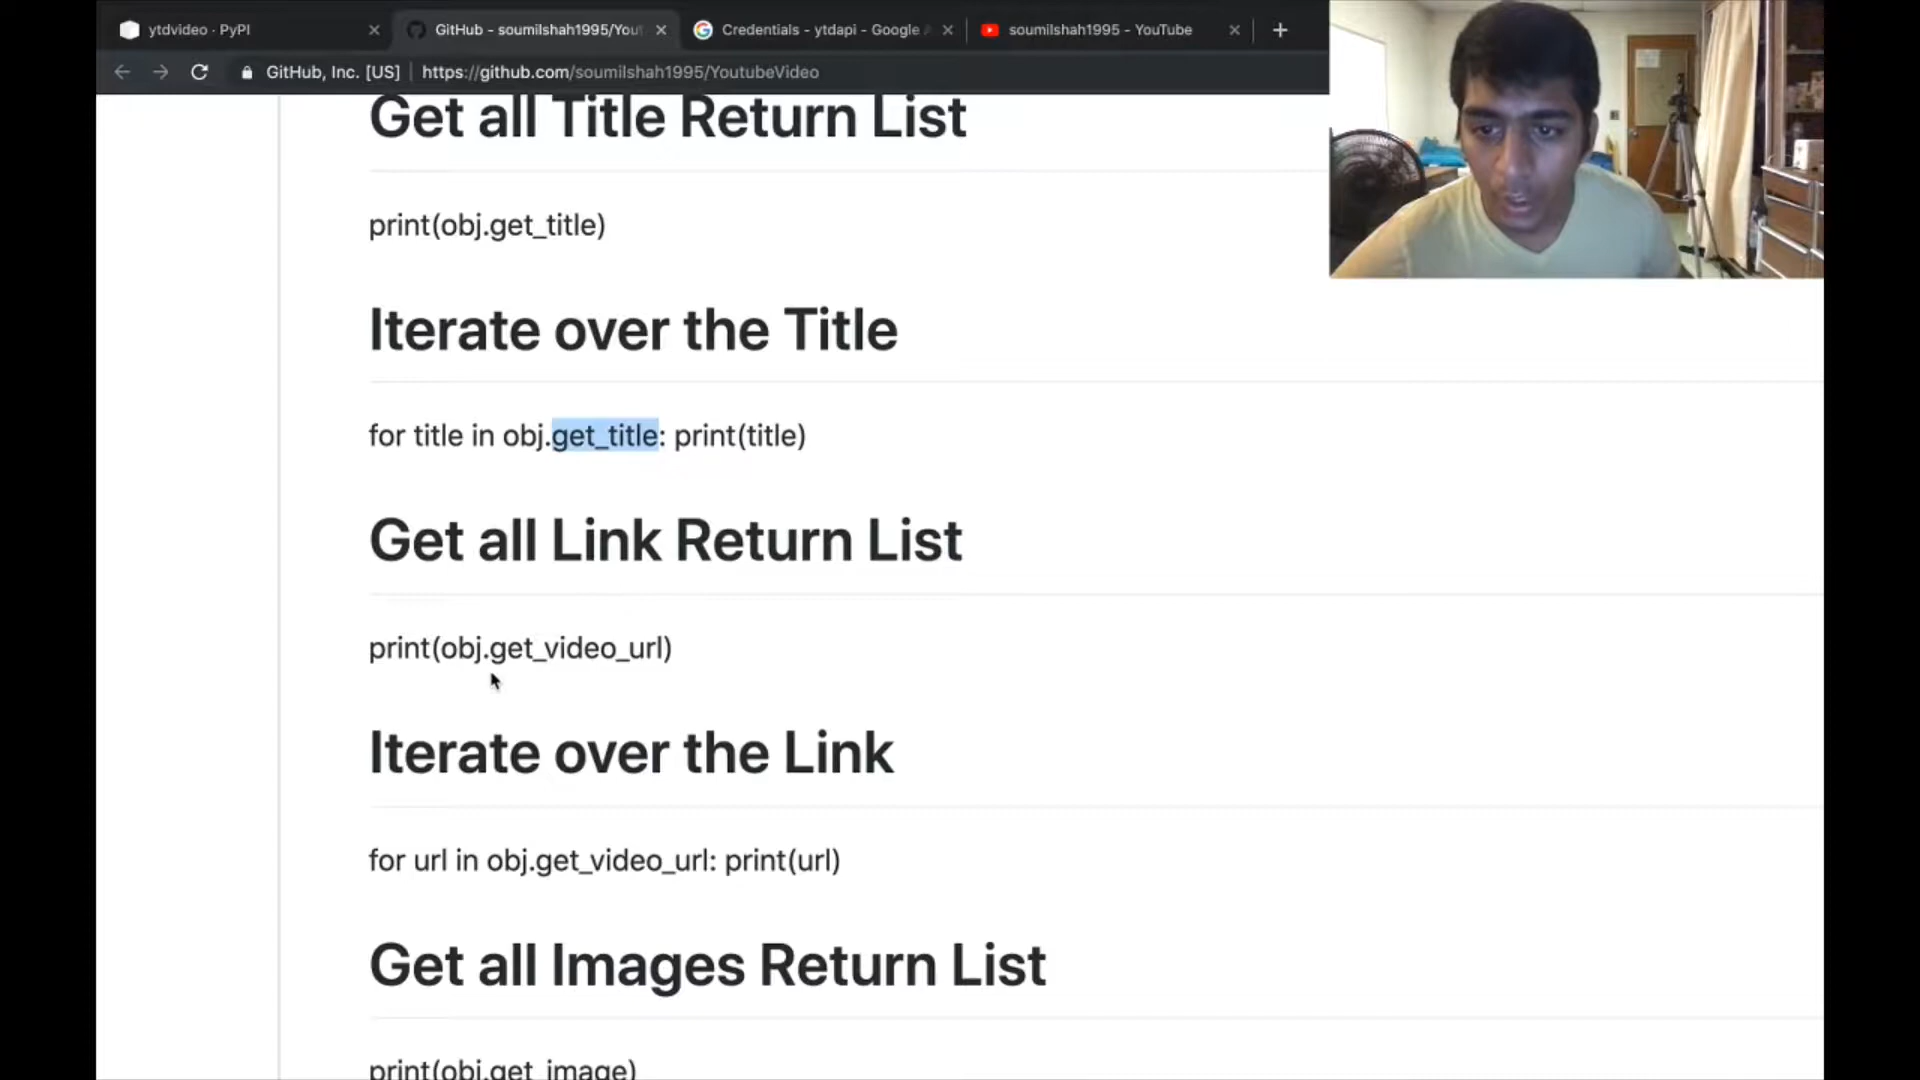 ytdvideo · PyPI
GitHub - soumilshah1995/You
Credentials - ytdapi - Google
soumilshah1995 - YouTube
GitHub, Inc. [US]
https://github.com/soumilshah1995/YoutubeVideo
Get all Title Return List
print(obj.get_title)
Iterate over the Title
for title in obj.get_title: print(title)
Get all Link Return List
print(obj.get_video_url)
Iterate over the Link
for url in obj.get_video_url: print(url)
Get all Images Return List
print(obj.get_image)